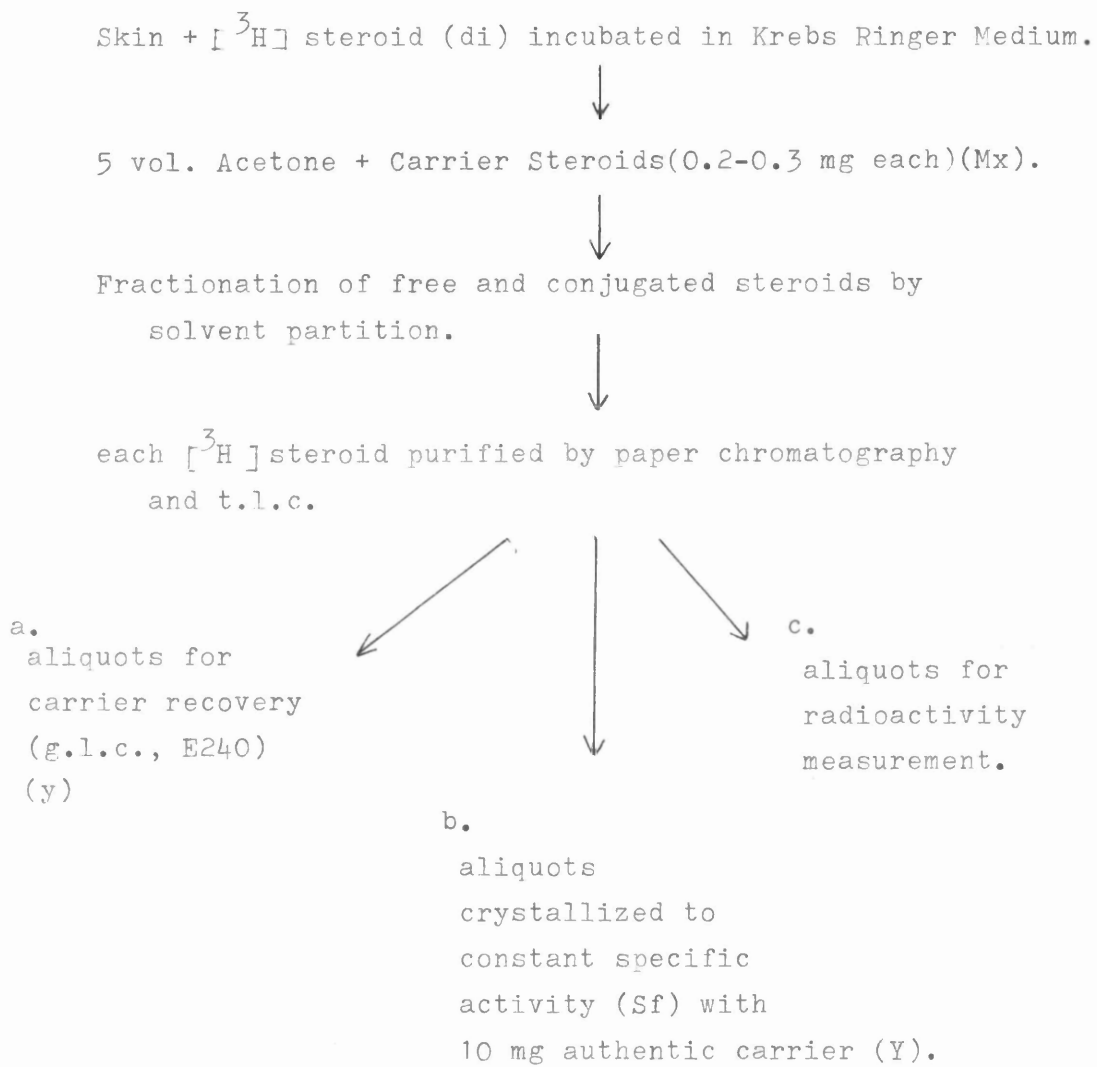 Skin + [ ³H] steroid (di) incubated in Krebs Ringer Medium.
5 vol. Acetone + Carrier Steroids(0.2-0.3 mg each)(Mx).
Fractionation of free and conjugated steroids by
solvent partition.
each [³H ] steroid purified by paper chromatography
and t.l.c.
a.
aliquots for
carrier recovery
(g.l.c., E240)
(y)
b.
aliquots
crystallized to
constant specific
activity (Sf) with
10 mg authentic carrier (Y).
c.
aliquots for
radioactivity
measurement.